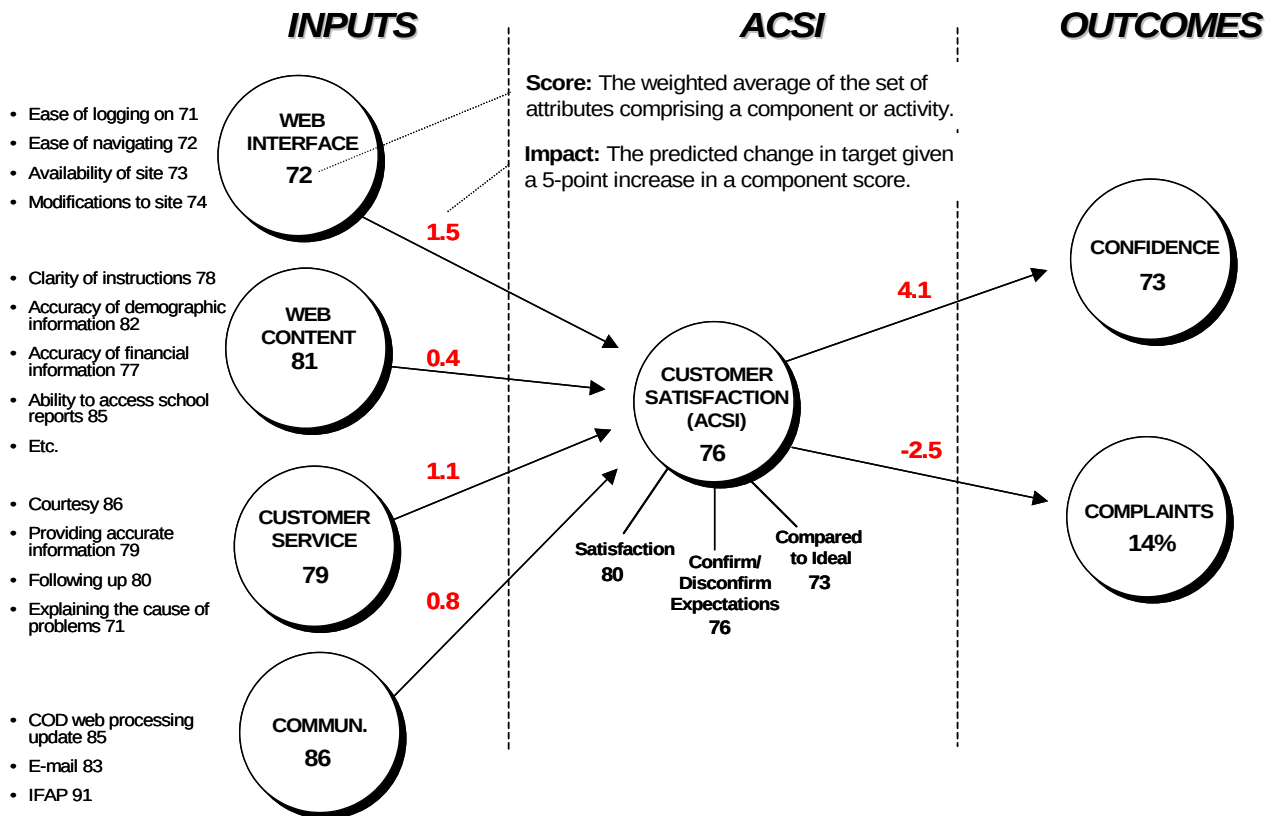 INPUTS
ACSI
OUTCOMES
Score: The weighted average of the set of
attributes comprising a component or activity.
Impact: The predicted change in target given
a 5-point increase in a component score.
• Ease of logging on 71
• Ease of navigating 72
• Availability of site 73
• Modifications to site 74
WEB
INTERFACE
72
1.5
• Clarity of instructions 78
• Accuracy of demographic
information 82
• Accuracy of financial
information 77
• Ability to access school
reports 85
• Etc.
WEB
CONTENT
81
0.4
• Courtesy 86
• Providing accurate
information 79
• Following up 80
• Explaining the cause of
problems 71
CUSTOMER
SERVICE
79
1.1
• COD web processing
update 85
• E-mail 83
• IFAP 91
COMMUN.
86
0.8
CUSTOMER
SATISFACTION
(ACSI)
76
Satisfaction
80
Confirm/
Disconfirm
Expectations
76
Compared
to Ideal
73
4.1
CONFIDENCE
73
-2.5
COMPLAINTS
14%